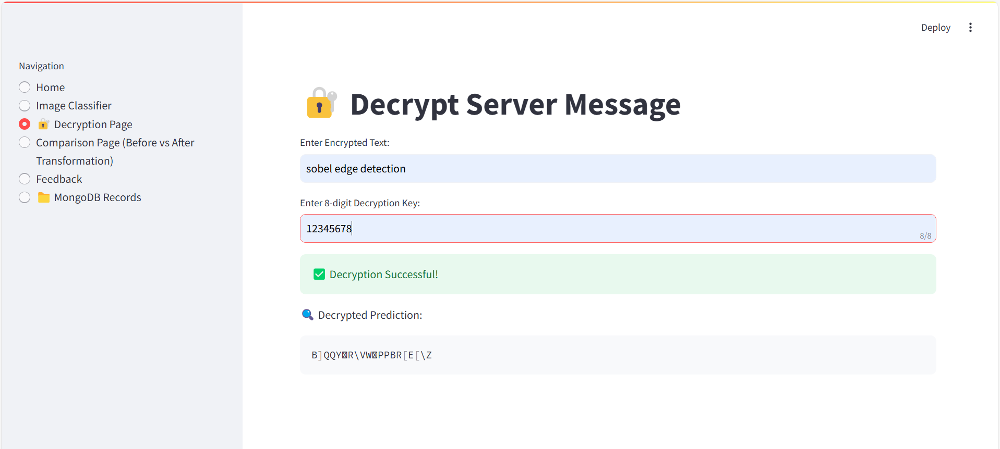 Deploy
Navigation
Home
Image Classifier
Decryption Page
Comparison Page (Before vs After
Transformation)
Feedback
MongoDB Records
Decrypt Server Message
Enter Encrypted Text:
sobel edge detection
Enter 8-digit Decryption Key:
12345678
8/8
Decryption Successful!
Decrypted Prediction:
B]QQY☒R\VW☒PPBR[E[\Z